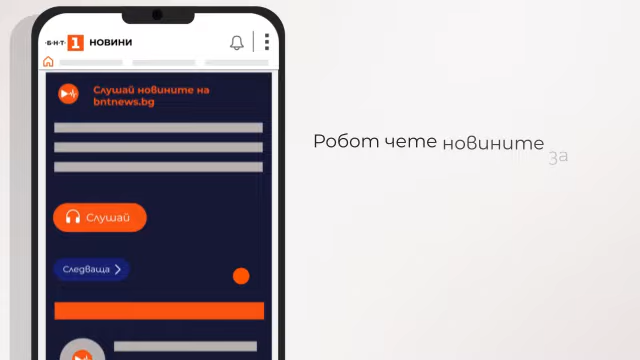 БНТ 1 НОВИНИ
Слушай новините на
bntnews.bg
Слушай
Следваща
Робот чете новините за